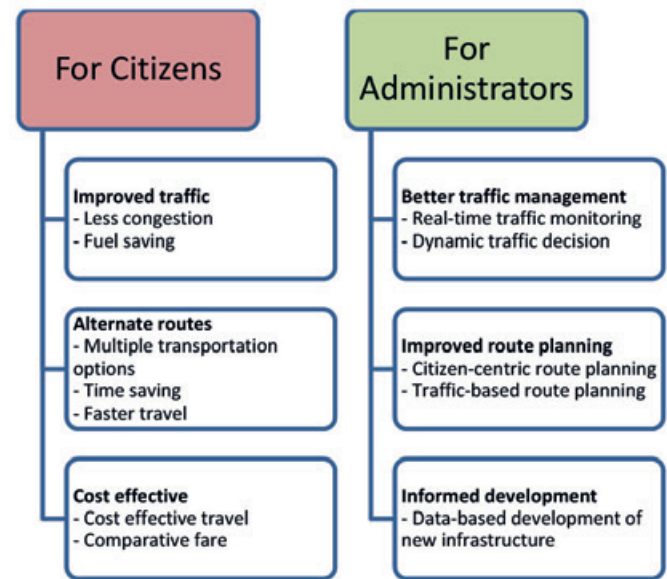 For Citizens
Improved traffic
- Less congestion
- Fuel saving
Alternate routes
- Multiple transportation
options
- Time saving
- Faster travel
Cost effective
- Cost effective travel
- Comparative fare
For
Administrators
Better traffic management
- Real-time traffic monitoring
- Dynamic traffic decision
Improved route planning
- Citizen-centric route planning
- Traffic-based route planning
Informed development
- Data-based development of
new infrastructure